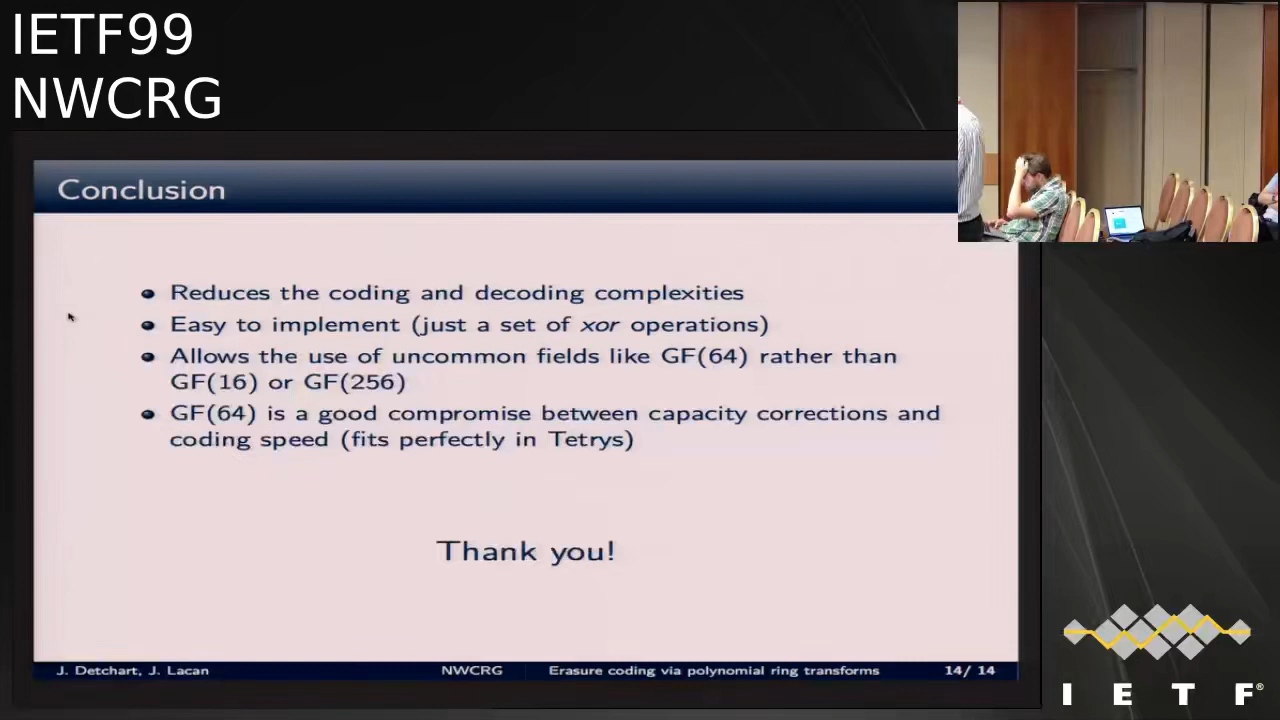 IETF99
NWCRG
Conclusion
Reduces the coding and decoding complexities
Easy to implement (just a set of xor operations)
Allows the use of uncommon fields like GF(64) rather than
GF(16) or GF(256)
GF(64) is a good compromise between capacity corrections and
coding speed (fits perfectly in Tetrys)
Thank you!
J. Detchart, J. Lacan NWCRG Erasure coding via polynomial ring transforms 14/ 14
I E T F®